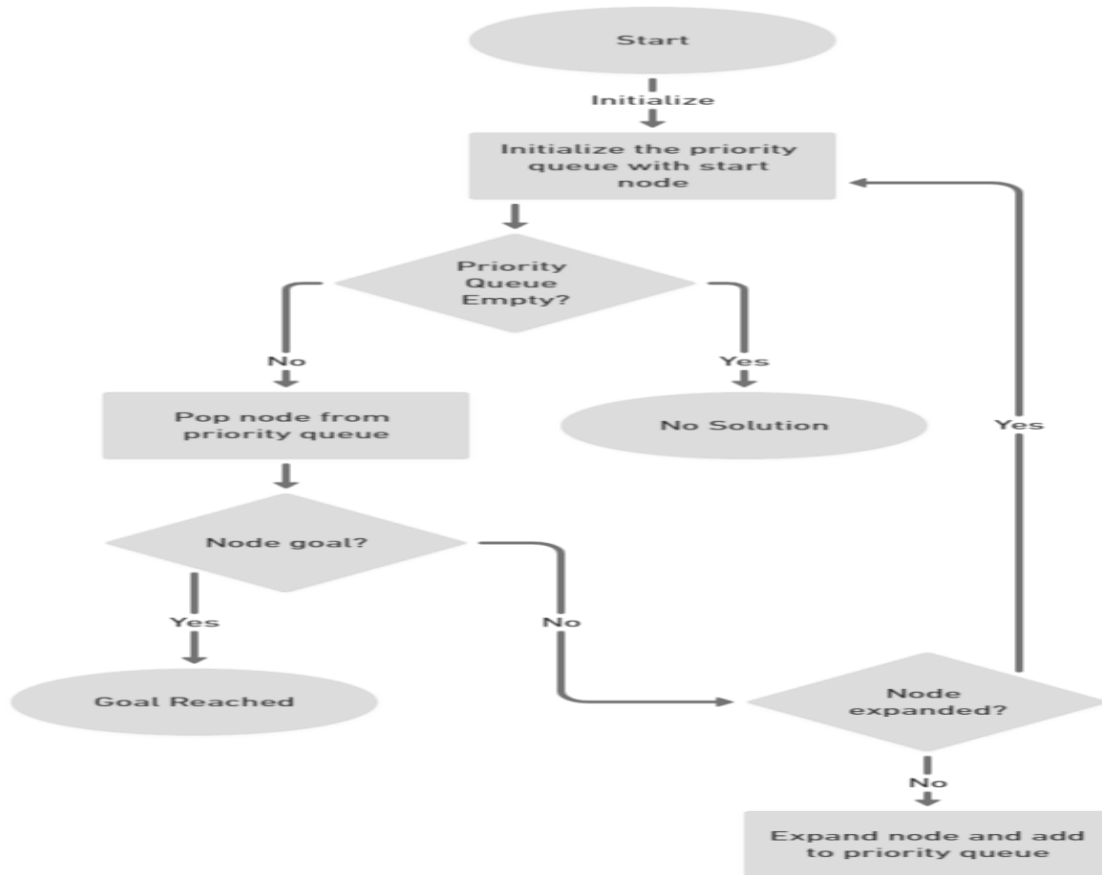 Start
Initialize
Initialize the priority
queue with start
node
Priority
Queue
Empty?
No
Yes
Pop node from
priority queue
No Solution
Yes
Node goal?
Yes
No
Goal Reached
Node
expanded?
No
Expand node and add
to priority queue